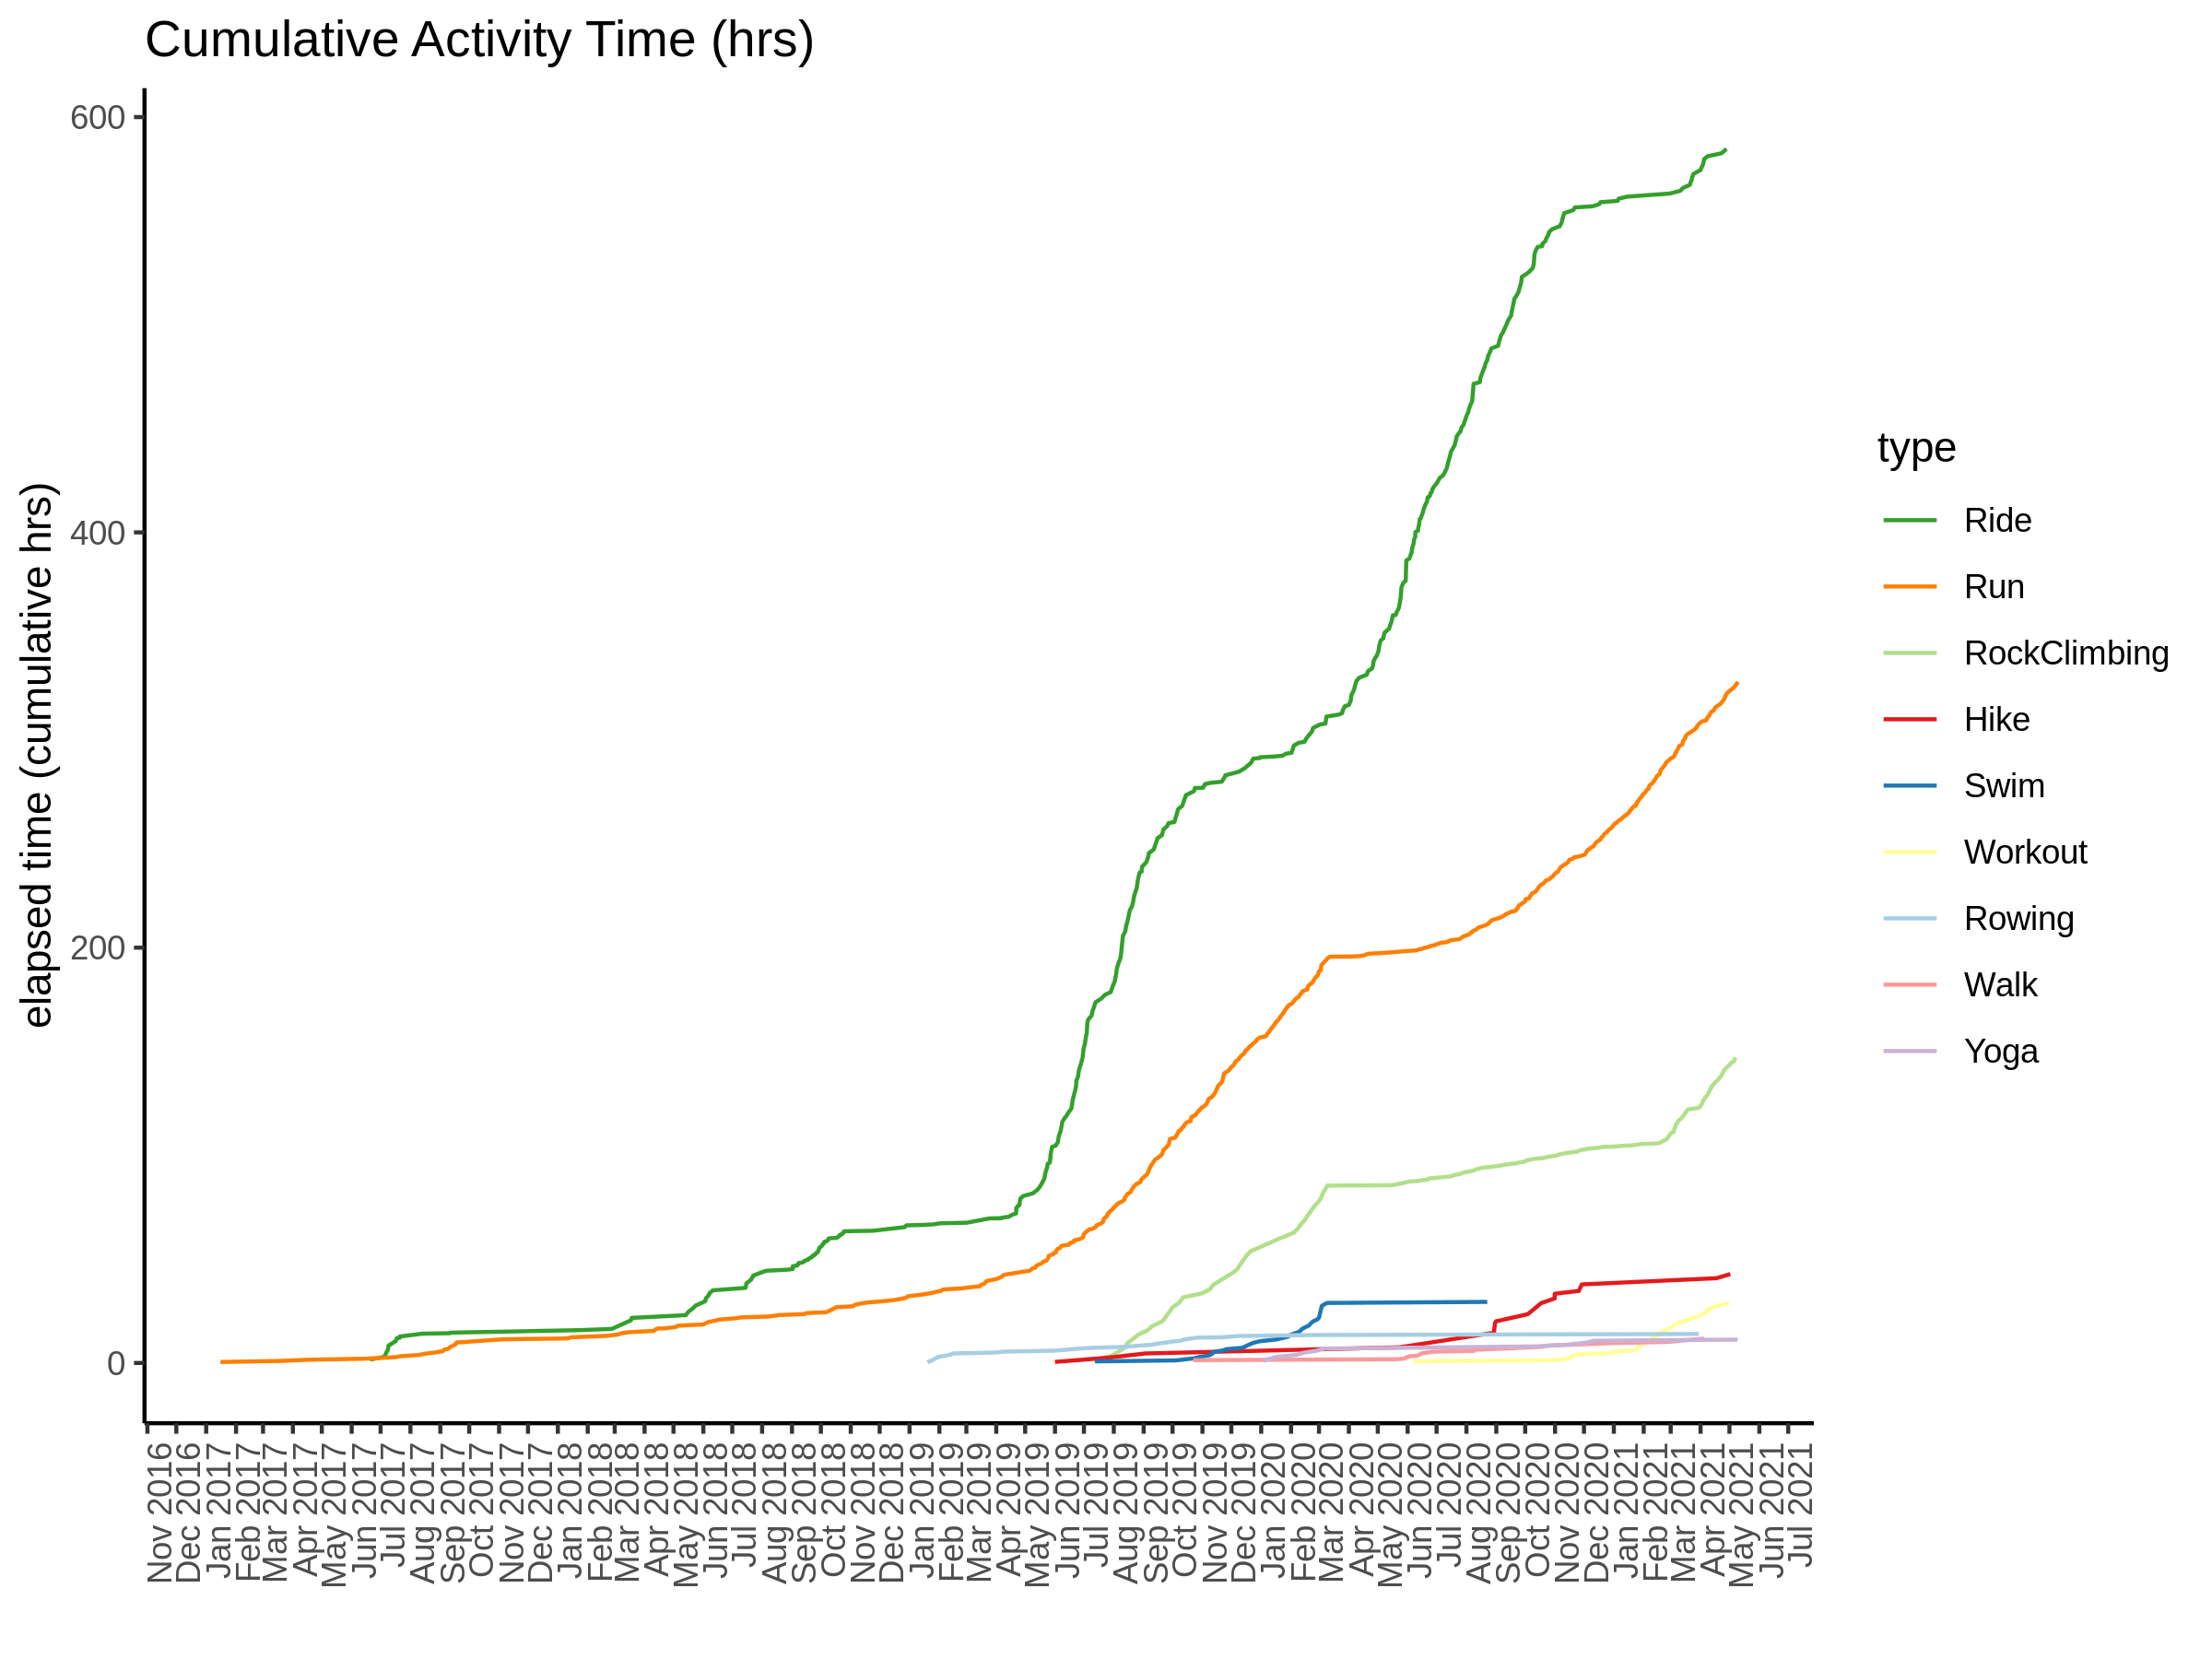 Cumulative Activity Time (hrs)
elapsed time (cumulative hrs)
600
400
200
0
Nov 2016
Dec 2016
Jan 2017
Feb 2017
Mar 2017
Apr 2017
May 2017
Jun 2017
Jul 2017
Aug 2017
Sep 2017
Oct 2017
Nov 2017
Dec 2017
Jan 2018
Feb 2018
Mar 2018
Apr 2018
May 2018
Jun 2018
Jul 2018
Aug 2018
Sep 2018
Oct 2018
Nov 2018
Dec 2018
Jan 2019
Feb 2019
Mar 2019
Apr 2019
May 2019
Jun 2019
Jul 2019
Aug 2019
Sep 2019
Oct 2019
Nov 2019
Dec 2019
Jan 2020
Feb 2020
Mar 2020
Apr 2020
May 2020
Jun 2020
Jul 2020
Aug 2020
Sep 2020
Oct 2020
Nov 2020
Dec 2020
Jan 2021
Feb 2021
Mar 2021
Apr 2021
May 2021
Jun 2021
Jul 2021
type
Ride
Run
RockClimbing
Hike
Swim
Workout
Rowing
Walk
Yoga